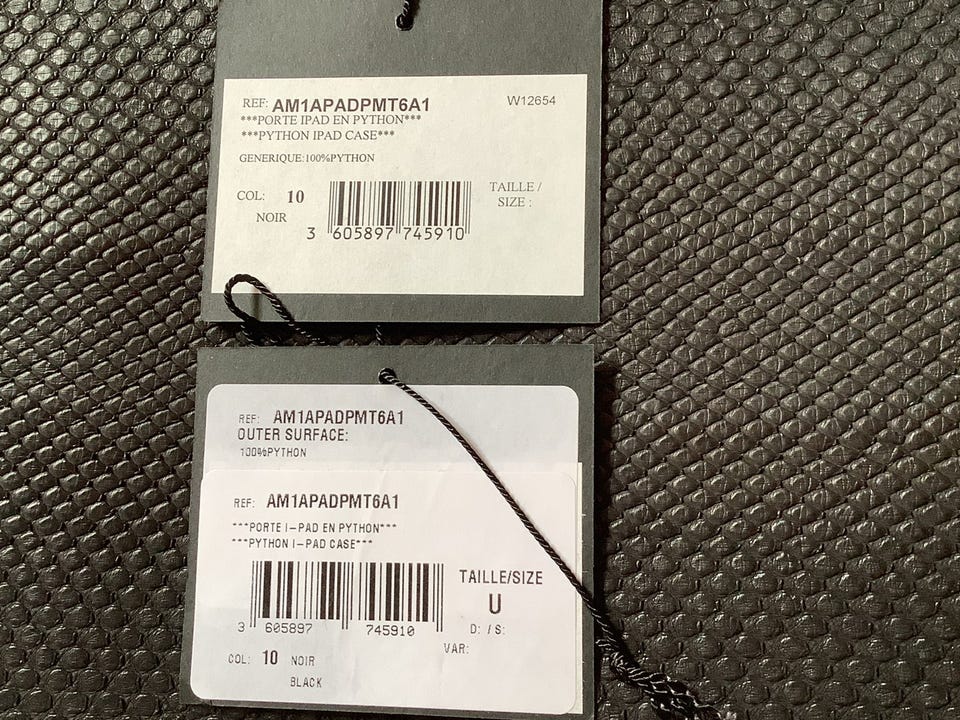 REF: AM1APADPMT6A1 W12654
***PORTE IPAD EN PYTHON***
***PYTHON IPAD CASE***
GENERIQUE:100%PYTHON
COL: 10 TAILLE /
NOIR SIZE :
3 605897 745910
REF: AM1APADPMT6A1
OUTER SURFACE:
100%PYTHON
REF: AM1APADPMT6A1
***PORTE I-PAD EN PYTHON***
***PYTHON I-PAD CASE***
TAILLE/SIZE
U
3 605897 745910 D: / S:
VAR:
COL: 10 NOIR
BLACK